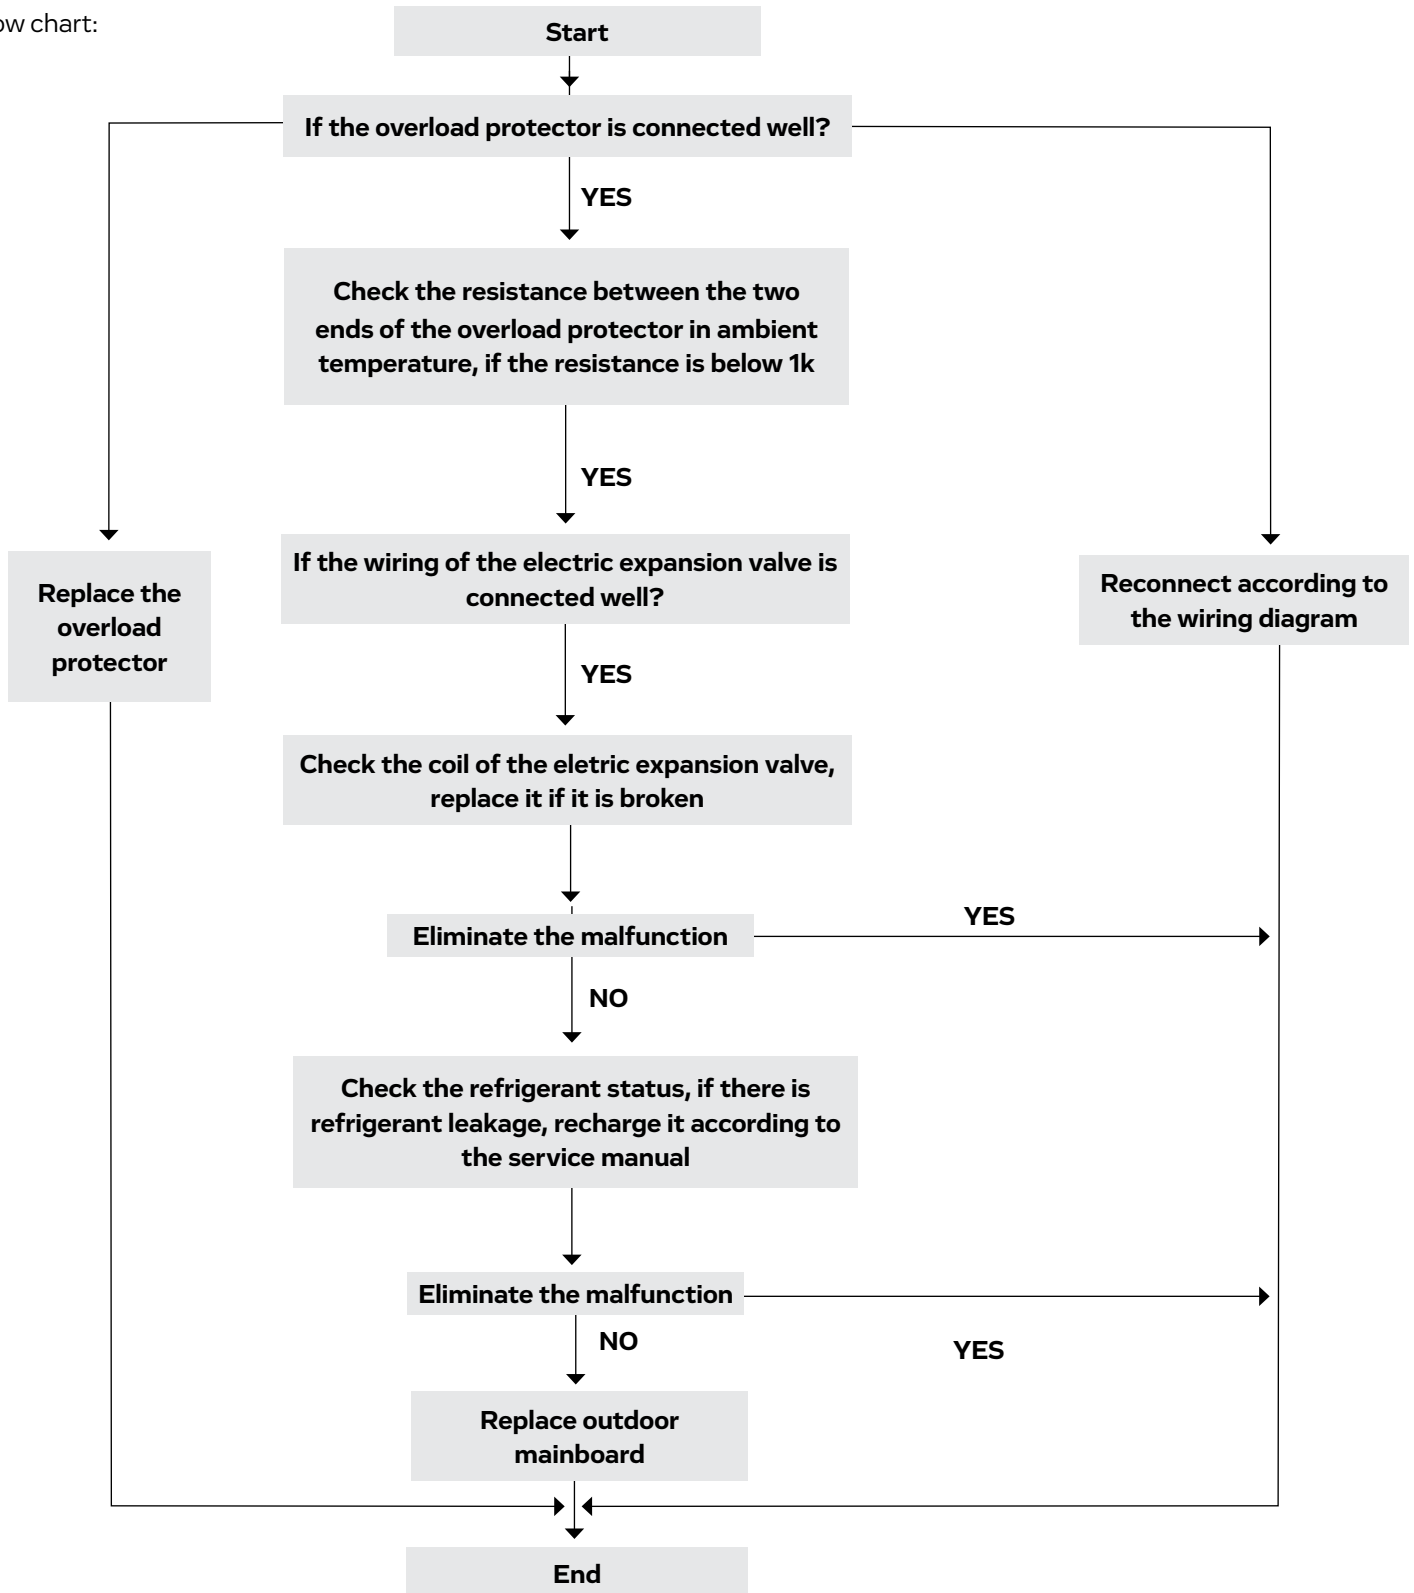 ow chart:
Start
If the overload protector is connected well?
YES
Check the resistance between the two
ends of the overload protector in ambient
temperature, if the resistance is below 1k
YES
If the wiring of the electric expansion valve is
connected well?
Replace the
overload
protector
Reconnect according to
the wiring diagram
YES
Check the coil of the eletric expansion valve,
replace it if it is broken
YES
Eliminate the malfunction
NO
Check the refrigerant status, if there is
refrigerant leakage, recharge it according to
the service manual
Eliminate the malfunction
NO
YES
Replace outdoor
mainboard
End